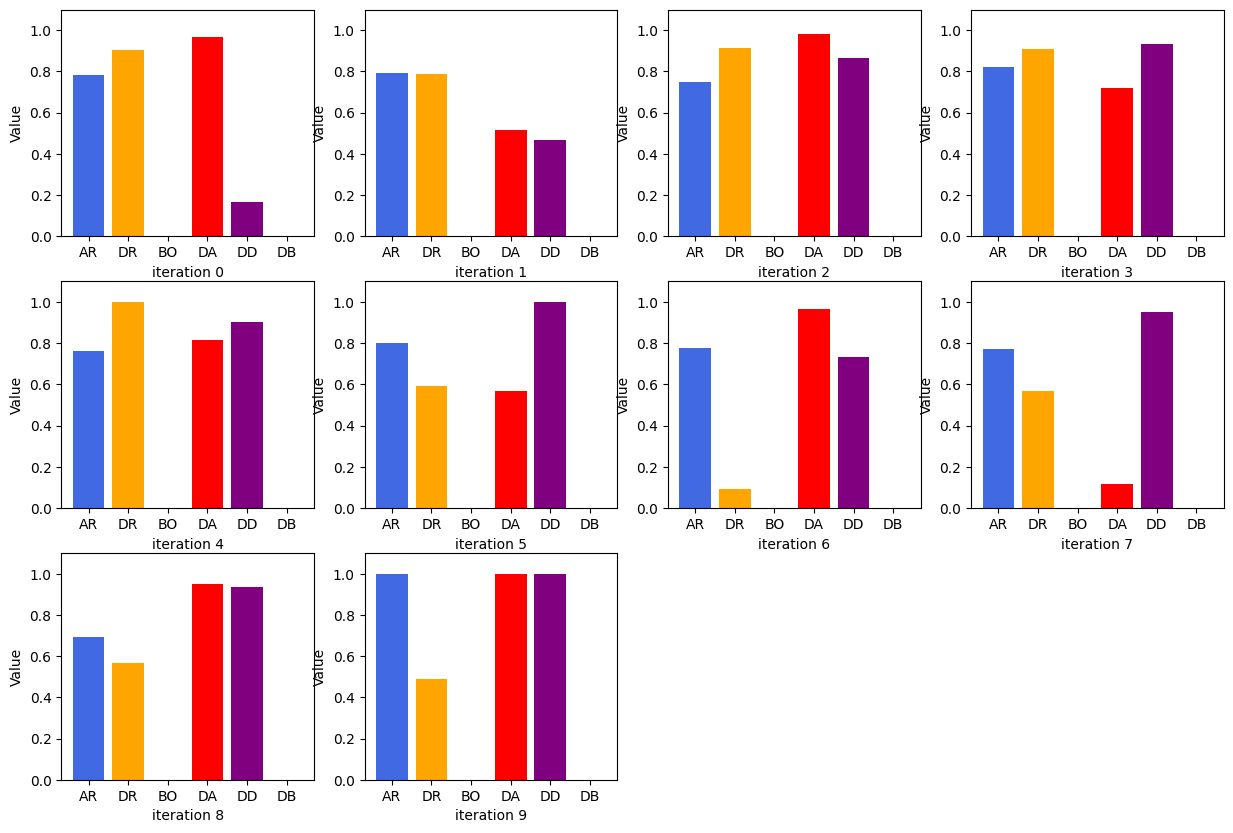 Value
1.0
0.8
0.6
0.4
0.2
0.0
AR DR BO DA DD DB
iteration 0
Value
1.0
0.8
0.6
0.4
0.2
0.0
AR DR BO DA DD DB
iteration 1
Value
1.0
0.8
0.6
0.4
0.2
0.0
AR DR BO DA DD DB
iteration 2
Value
1.0
0.8
0.6
0.4
0.2
0.0
AR DR BO DA DD DB
iteration 3
Value
1.0
0.8
0.6
0.4
0.2
0.0
AR DR BO DA DD DB
iteration 4
Value
1.0
0.8
0.6
0.4
0.2
0.0
AR DR BO DA DD DB
iteration 5
Value
1.0
0.8
0.6
0.4
0.2
0.0
AR DR BO DA DD DB
iteration 6
Value
1.0
0.8
0.6
0.4
0.2
0.0
AR DR BO DA DD DB
iteration 7
Value
1.0
0.8
0.6
0.4
0.2
0.0
AR DR BO DA DD DB
iteration 8
Value
1.0
0.8
0.6
0.4
0.2
0.0
AR DR BO DA DD DB
iteration 9